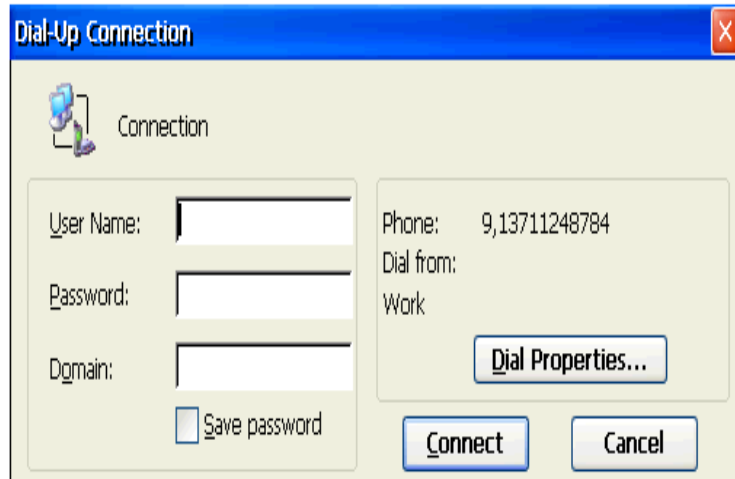 Dial-Up Connection
Connection
User Name:
Password:
Domain:
Save password
Phone: 9,13711248784
Dial from:
Work
Dial Properties...
Connect
Cancel